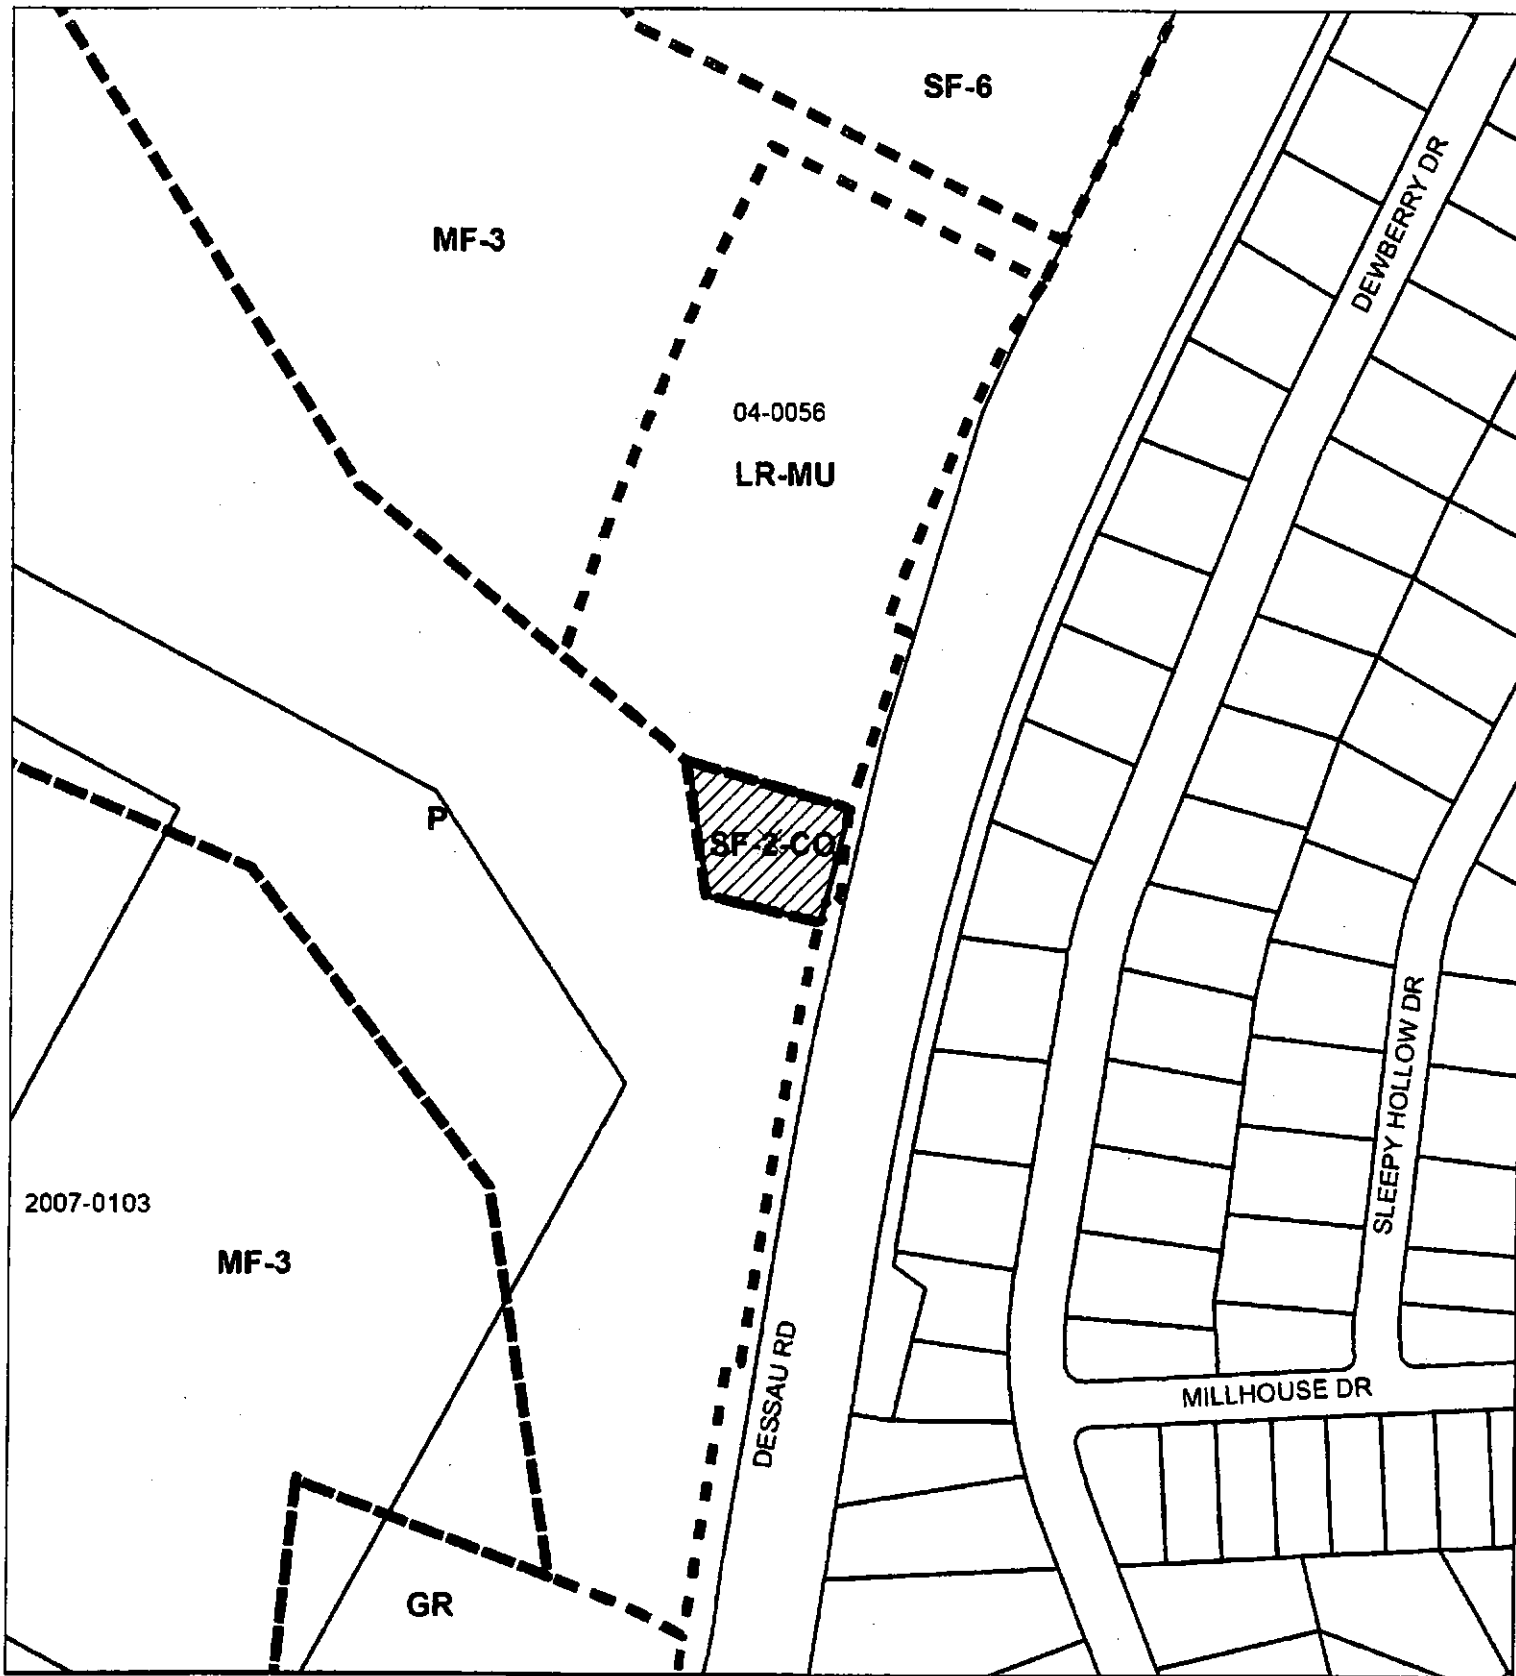 SF-6
DEWBERRY DR
MF-3
04-0056
LR-MU
P
SF-2-CO
SLEEPY HOLLOW DR
2007-0103
MF-3
DESSAU RD
MILLHOUSE DR
GR